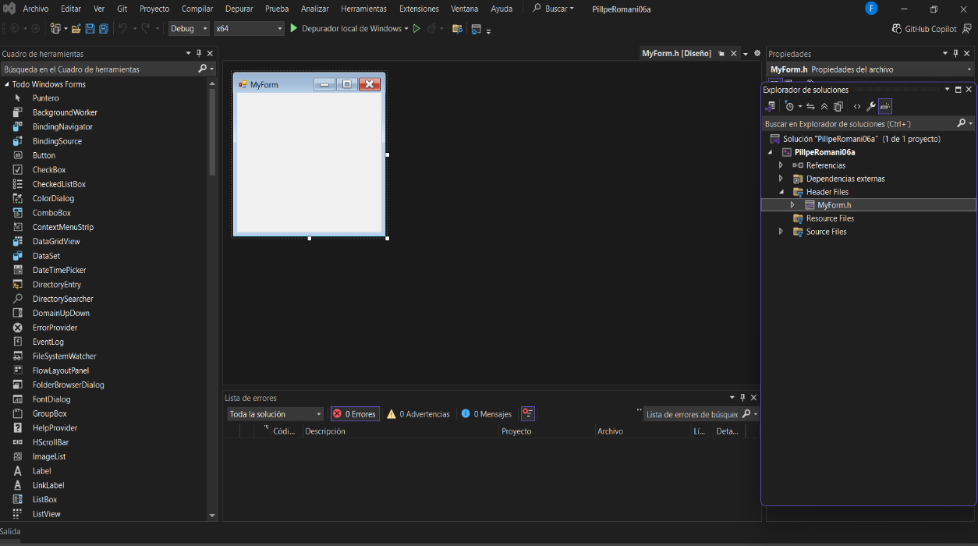 Archivo Editar Ver Git Proyecto Compilar Depurar Prueba Analizar Herramientas Extensiones Ventana Ayuda Buscar PillpeRomani06a F
Debug x64 Depurador local de Windows GitHub Copilot
Cuadro de herramientas
Búsqueda en el Cuadro de herramientas
Todo Windows Forms
Puntero
BackgroundWorker
BindingNavigator
BindingSource
Button
CheckBox
CheckedListBox
ColorDialog
ComboBox
ContextMenuStrip
DataGridView
DataSet
DateTimePicker
DirectoryEntry
DirectorySearcher
DomainUpDown
ErrorProvider
EventLog
FileSystemWatcher
FlowLayoutPanel
FolderBrowserDialog
FontDialog
GroupBox
HelpProvider
HScrollBar
ImageList
Label
LinkLabel
ListBox
ListView
Salida
MyForm.h [Diseño]
MyForm
Lista de errores
Toda la solución 0 Errores 0 Advertencias 0 Mensajes Lista de errores de búsquec
Códi... Descripción Proyecto Archivo Lí... Deta...
Propiedades
MyForm.h Propiedades del archivo
Explorador de soluciones
Buscar en Explorador de soluciones (Ctrl+')
Solución "PillpeRomani06a" (1 de 1 proyecto)
PillpeRomani06a
Referencias
Dependencias externas
Header Files
MyForm.h
Resource Files
Source Files